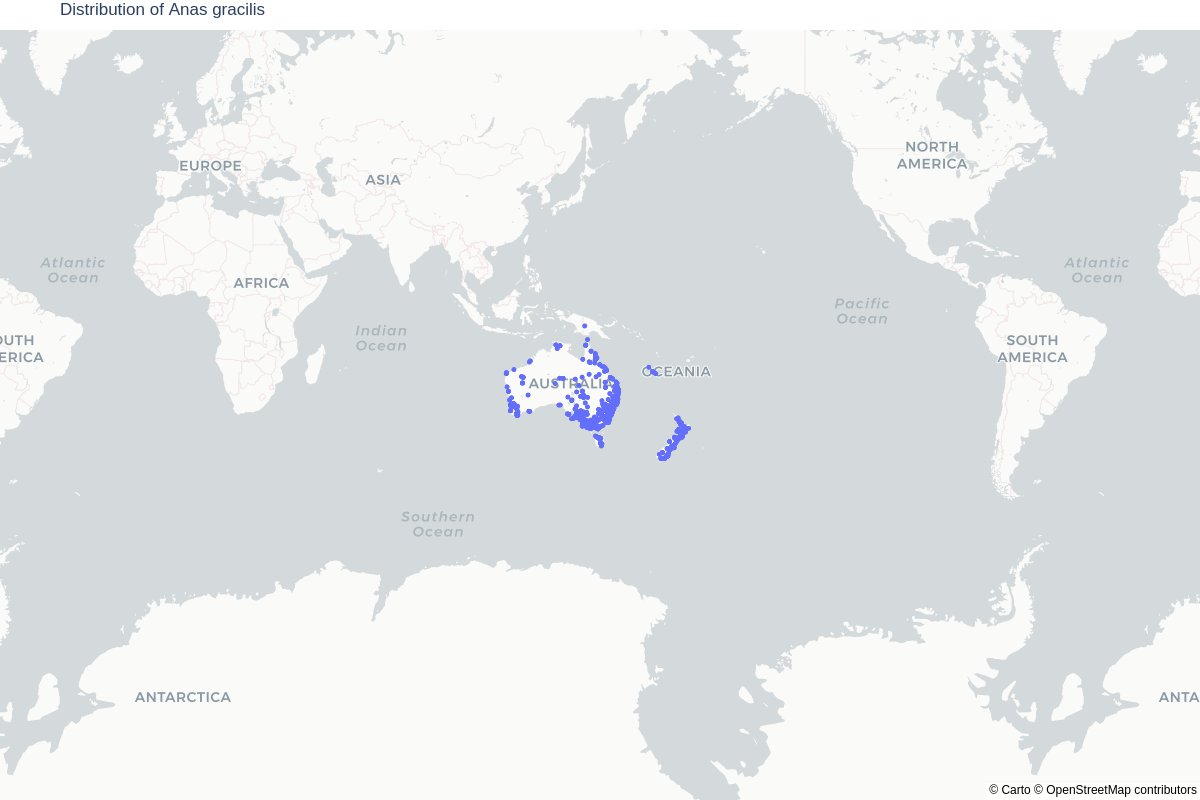 Distribution of Anas gracilis
NORTH
AMERICA
EUROPE
ASIA
Atlantic
Ocean
Atlantic
Ocean
AFRICA
Pacific
Ocean
Indian
Ocean
OUTH
ERICA
SOUTH
AMERICA
OCEANIA
AUSTRALIA
Southern
Ocean
ANTARCTICA
ANTA
© Carto © OpenStreetMap contributors